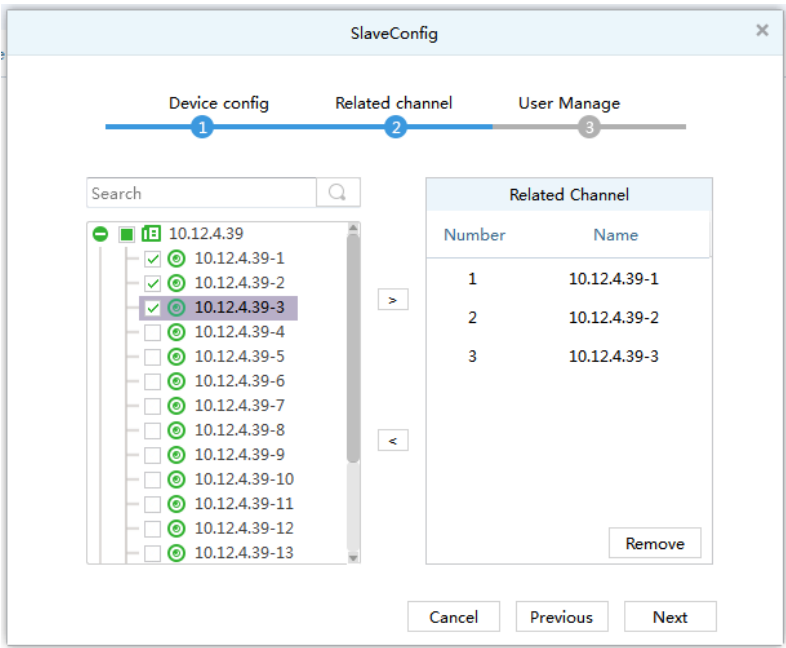 SlaveConfig
×
Device config
Related channel
User Manage
1
2
3
Search
10.12.4.39
10.12.4.39-1
10.12.4.39-2
10.12.4.39-3
10.12.4.39-4
10.12.4.39-5
10.12.4.39-6
10.12.4.39-7
10.12.4.39-8
10.12.4.39-9
10.12.4.39-10
10.12.4.39-11
10.12.4.39-12
10.12.4.39-13
>
<
Related Channel
Number Name
1 10.12.4.39-1
2 10.12.4.39-2
3 10.12.4.39-3
Remove
Cancel
Previous
Next